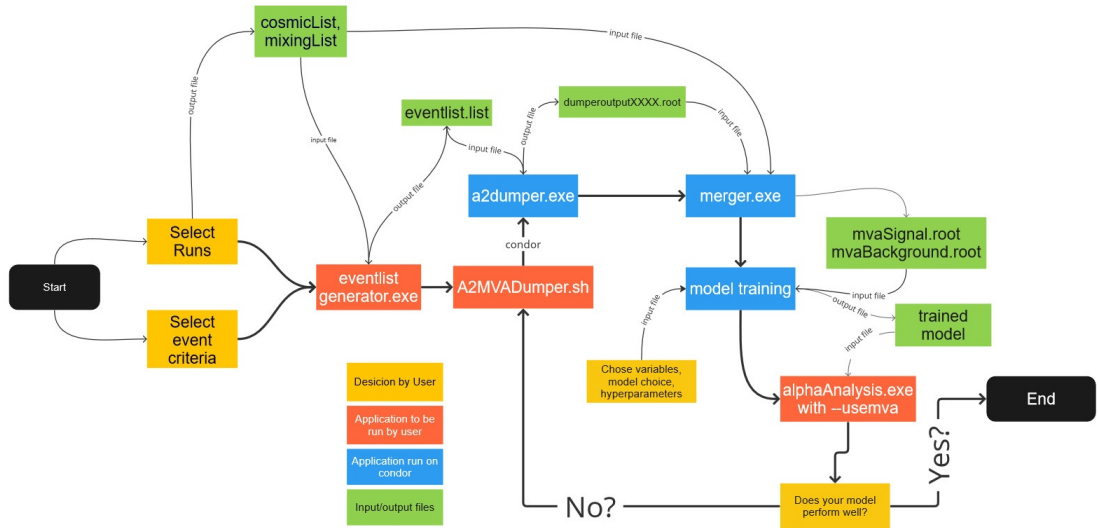 cosmicList,
mixingList
input file
output file
input file
eventlist.list
input file
output file
output file
dumperoutputXXXX.root
input file
a2dumper.exe
merger.exe
condor
Select
Runs
Start
Select
event
criteria
eventlist
generator.exe
A2MVADumper.sh
mvaSignal.root
mvaBackground.root
model training
input file
output file
input file
trained
model
input file
Chose variables,
model choice,
hyperparameters
alphaAnalysis.exe
with --usemva
End
Desicion by User
Application to be
run by user
Application run on
condor
Input/output files
Does your model
perform well?
No?
Yes?